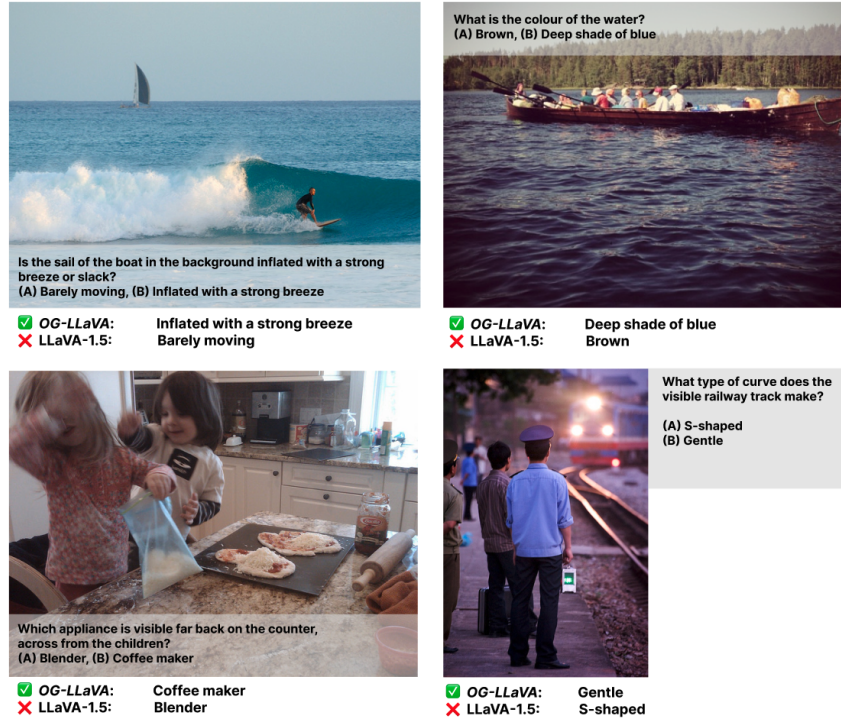 Is the sail of the boat in the background inflated with a strong
breeze or slack?
(A) Barely moving, (B) Inflated with a strong breeze
✅ OG-LLaVA: Inflated with a strong breeze
❌ LLaVA-1.5: Barely moving
What is the colour of the water?
(A) Brown, (B) Deep shade of blue
✅ OG-LLaVA: Deep shade of blue
❌ LLaVA-1.5: Brown
Which appliance is visible far back on the counter,
across from the children?
(A) Blender, (B) Coffee maker
✅ OG-LLaVA: Coffee maker
❌ LLaVA-1.5: Blender
What type of curve does the
visible railway track make?
(A) S-shaped
(B) Gentle
✅ OG-LLaVA: Gentle
❌ LLaVA-1.5: S-shaped